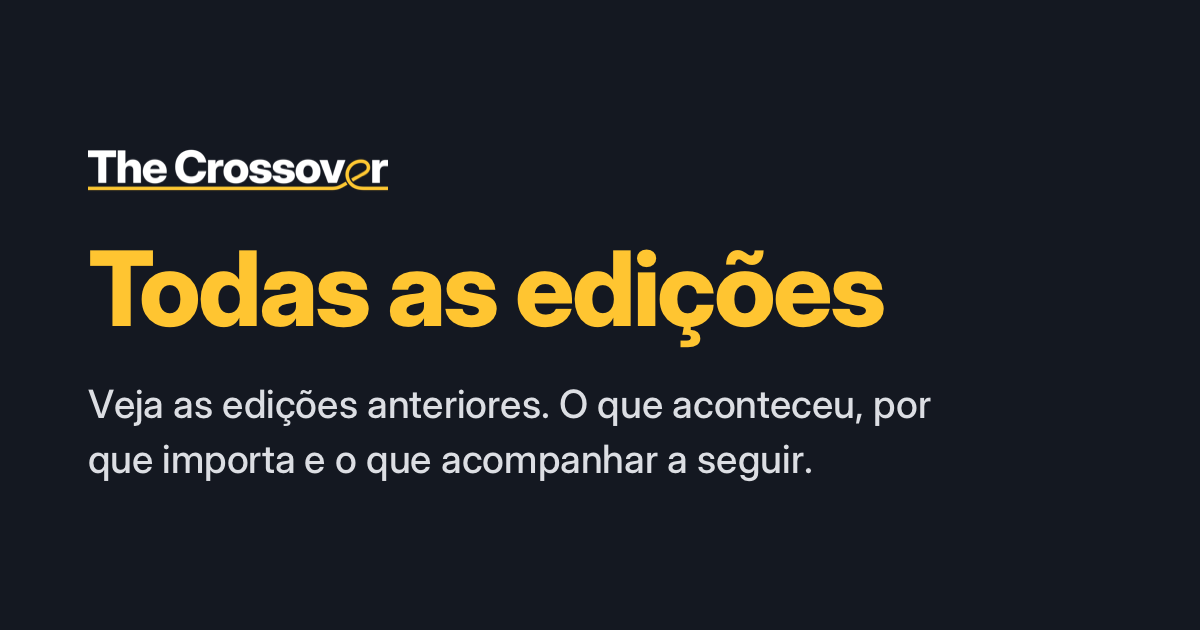 The Crossover
Todas as edições
Veja as edições anteriores. O que aconteceu, por
que importa e o que acompanhar a seguir.